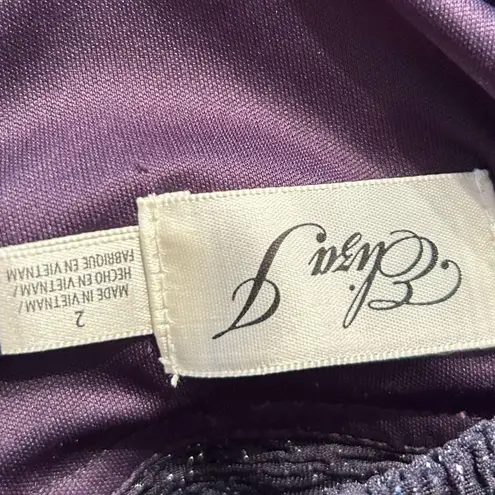 Eliza J
2
MADE IN VIETNAM/
HECHO EN VIETNAM/
FABRIQUE EN VIETNAM